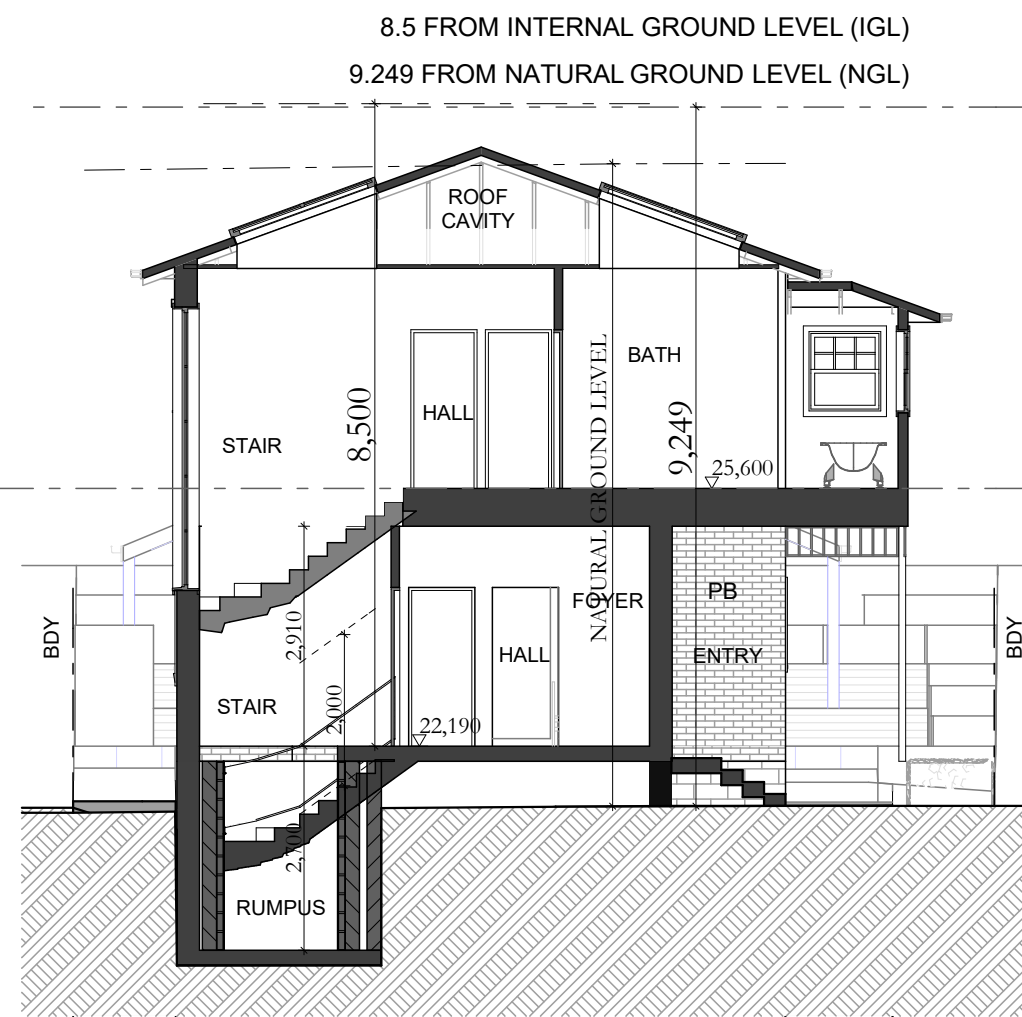 8.5 FROM INTERNAL GROUND LEVEL (IGL)
9.249 FROM NATURAL GROUND LEVEL (NGL)
ROOF
CAVITY
BATH
HALL
STAIR
8,500
NATURAL GROUND LEVEL
9,249
25,600
2,910
FOYER
PB
BDY
BDY
HALL
ENTRY
STAIR
2,000
22,190
2,700
RUMPUS